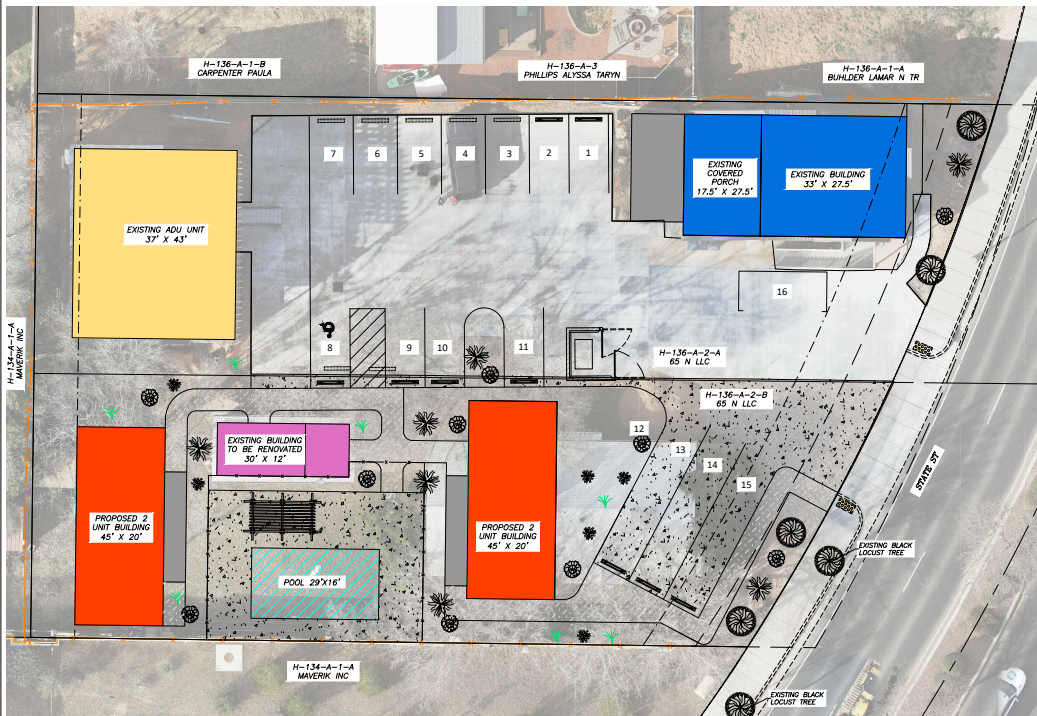 H-136-A-1-B
CARPENTER PAULA
H-136-A-3
PHILLIPS ALYSSA TARYN
H-136-A-1-A
BUHLDER LAMAR N TR
7
6
5
4
3
2
1
EXISTING
COVERED
PORCH
17.5' X 27.5'
EXISTING BUILDING
33' X 27.5'
EXISTING ADU UNIT
37' X 43'
16
H-134-A-1-A
MAVERIK INC
8
9
10
11
H-136-A-2-A
65 N LLC
H-136-A-2-B
65 N LLC
EXISTING BUILDING
TO BE RENOVATED
30' X 12'
12
13
14
15
STATE ST
PROPOSED 2
UNIT BUILDING
45' X 20'
PROPOSED 2
UNIT BUILDING
45' X 20'
POOL 29'X16'
EXISTING BLACK
LOCUST TREE
H-134-A-1-A
MAVERIK INC
EXISTING BLACK
LOCUST TREE